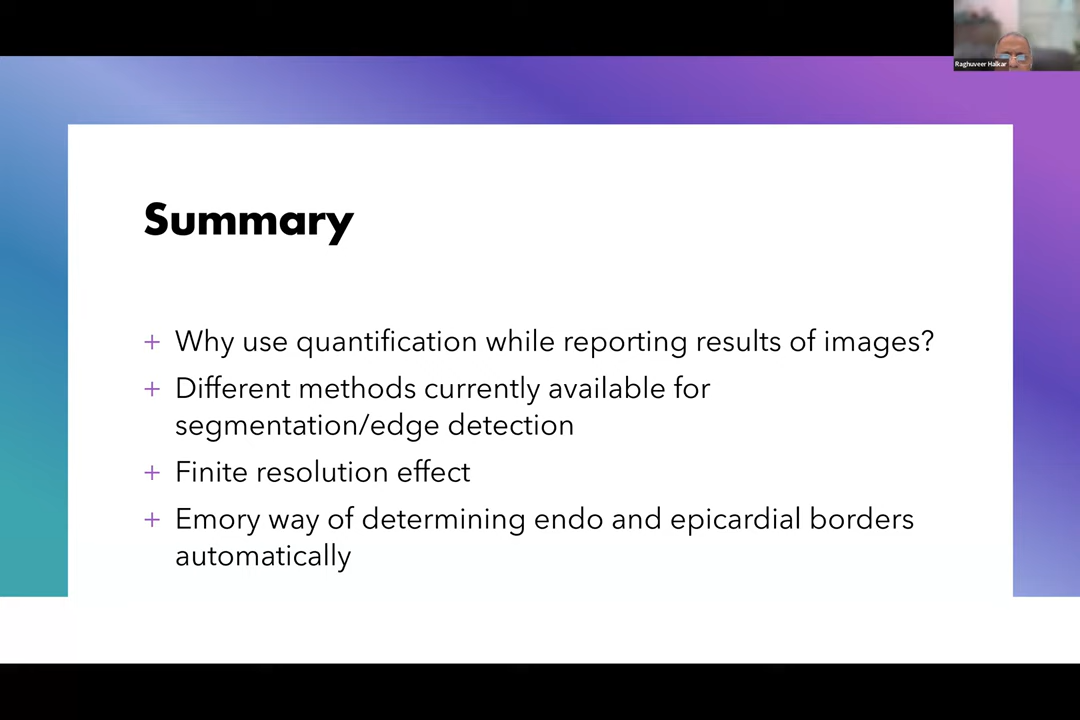 Raghuveer Halkar
Summary
+ Why use quantification while reporting results of images?
+ Different methods currently available for
segmentation/edge detection
+ Finite resolution effect
+ Emory way of determining endo and epicardial borders
automatically